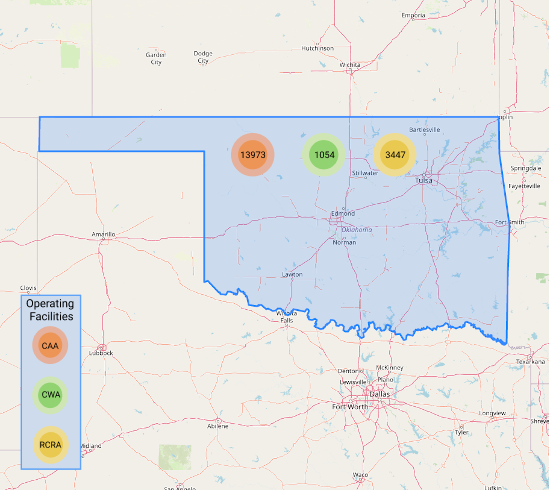 Emporia
Hutchinson
Garden
City
Dodge
City
Wichita
Bartlesville
13973
1054
3447
Stillwater
Tulsa
Springdale
Fayetteville
Edmond
Oklahoma
Norman
Fort Smith
Amarillo
Lawton
Clovis
Falls
Operating
Facilities
CAA
CWA
RCRA
Lubbock
Midland
San Angelo
Abilene
Denton
McKinney
Lewisville
Plano
Dallas
Fort Worth
Texarkana
Longview
Tyler
Waco
Lufkin